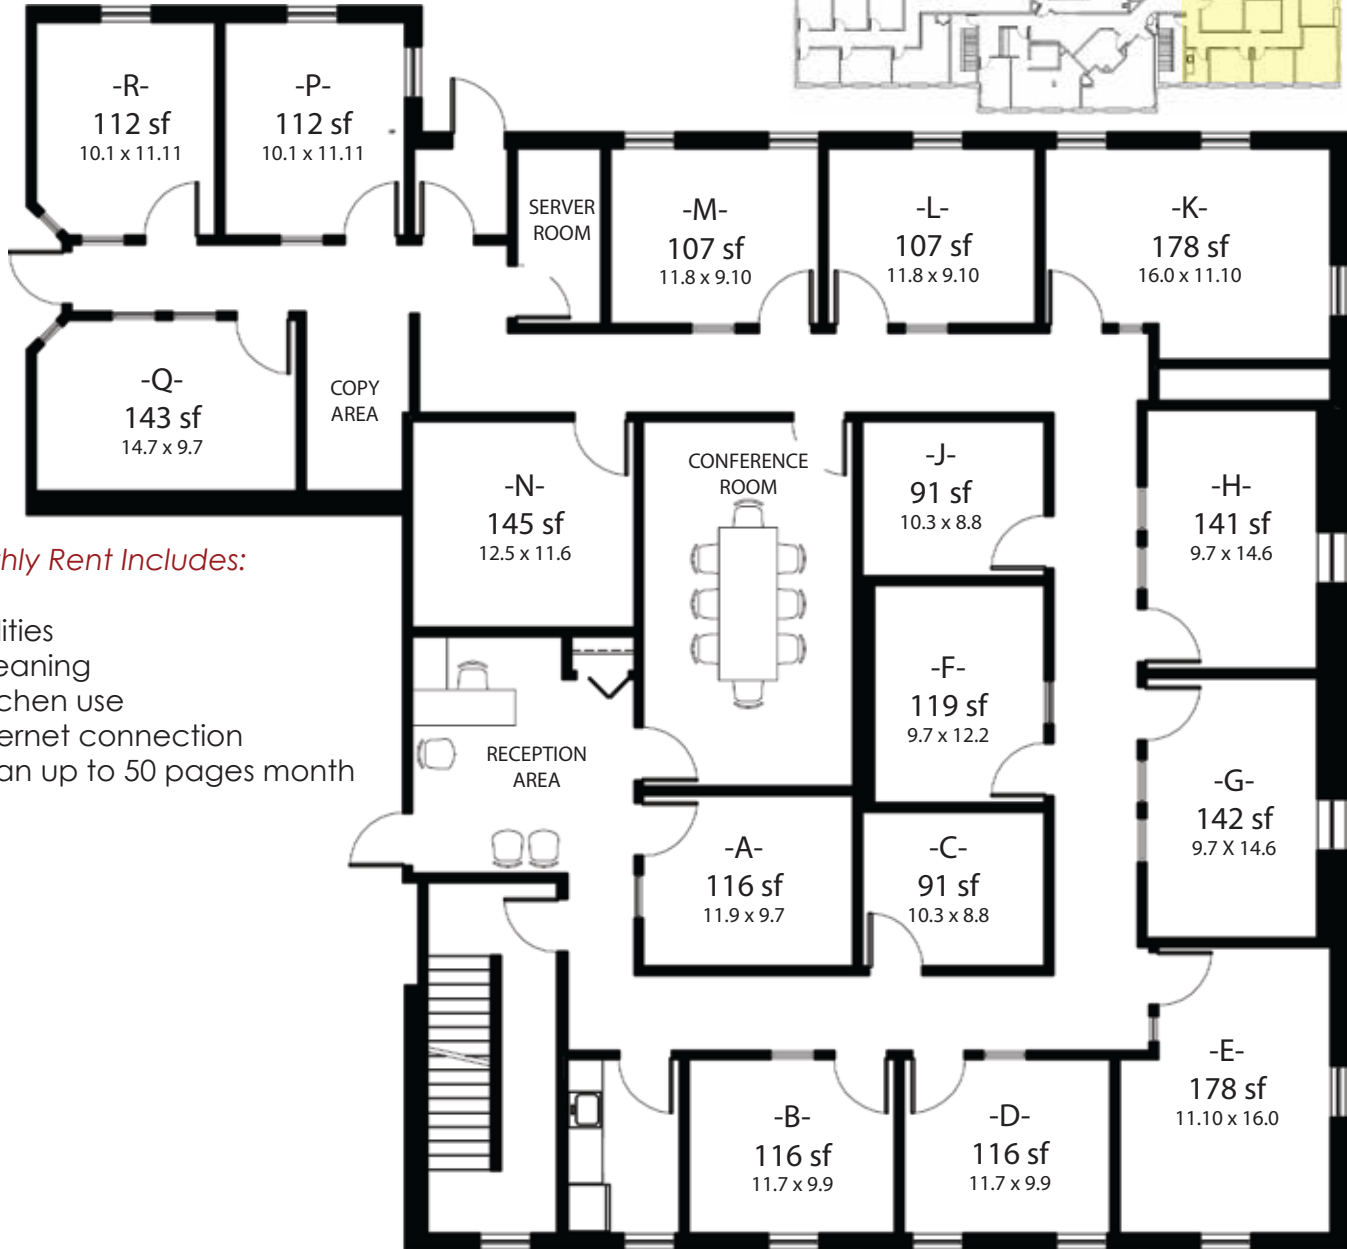 -R-
112 sf
10.1 x 11.11
-P-
112 sf
10.1 x 11.11
SERVER
ROOM
-M-
107 sf
11.8 x 9.10
-L-
107 sf
11.8 x 9.10
-K-
178 sf
16.0 x 11.10
-Q-
143 sf
14.7 x 9.7
COPY
AREA
-N-
145 sf
12.5 x 11.6
CONFERENCE
ROOM
-J-
91 sf
10.3 x 8.8
-H-
141 sf
9.7 x 14.6
hly Rent Includes:
lities
eaning
chen use
ernet connection
an up to 50 pages month
RECEPTION
AREA
-F-
119 sf
9.7 x 12.2
-G-
142 sf
9.7 X 14.6
-A-
116 sf
11.9 x 9.7
-C-
91 sf
10.3 x 8.8
-B-
116 sf
11.7 x 9.9
-D-
116 sf
11.7 x 9.9
-E-
178 sf
11.10 x 16.0